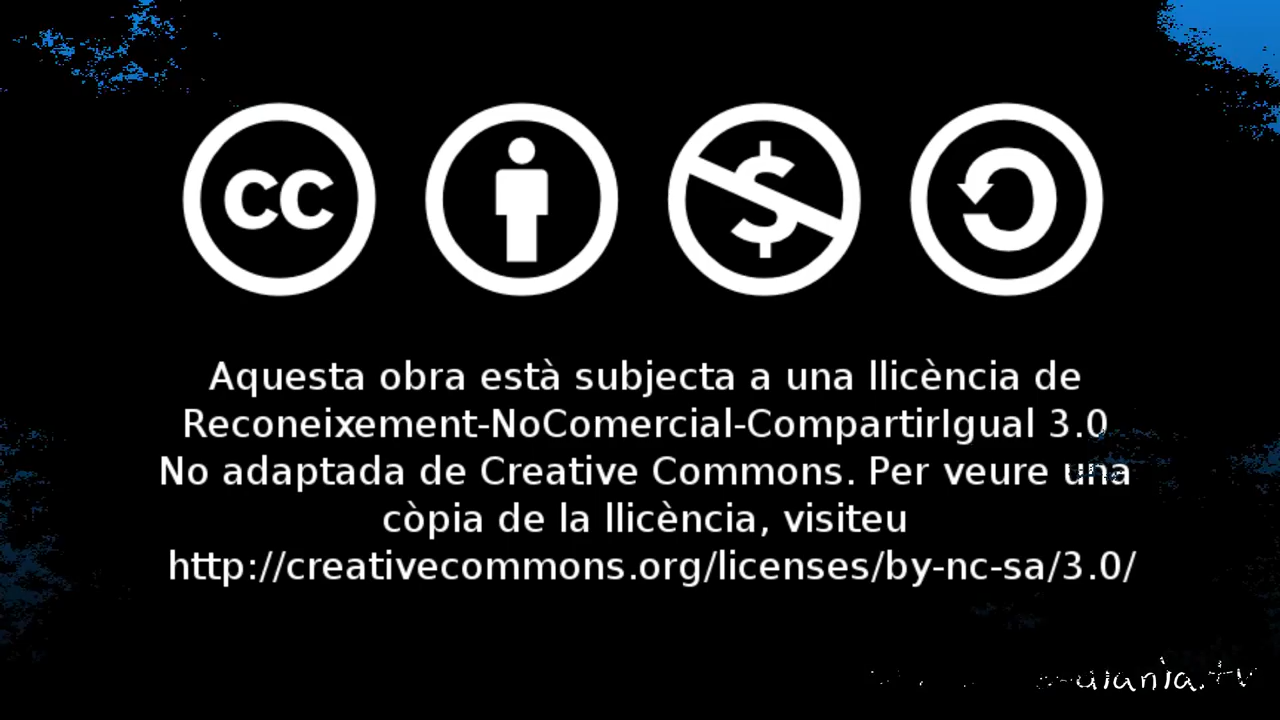 cc
$
Aquesta obra està subjecta a una llicència de
Reconeixement-NoComercial-CompartirIgual 3.0
No adaptada de Creative Commons. Per veure una
còpia de la llicència, visiteu
http://creativecommons.org/licenses/by-nc-sa/3.0/